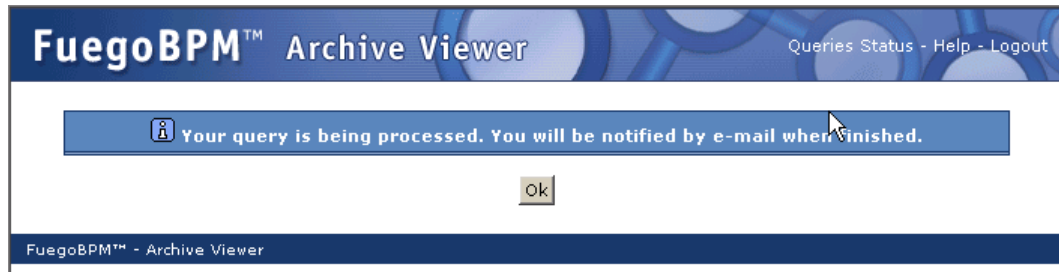 FuegoBPM™ Archive Viewer
Queries Status - Help - Logout
Your query is being processed. You will be notified by e-mail when finished.
Ok
FuegoBPM™ - Archive Viewer